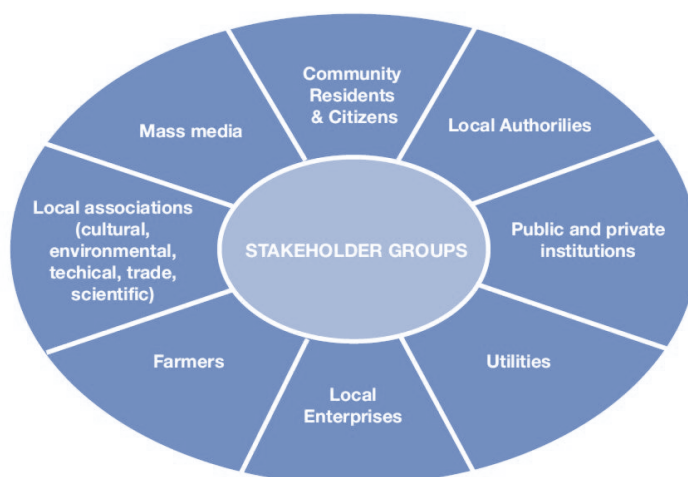 Community
Residents
& Citizens
Mass media
Local Authorilies
Local associations
(cultural,
environmental,
techical, trade,
scientific)
STAKEHOLDER GROUPS
Public and private
institutions
Farmers
Utilities
Local
Enterprises